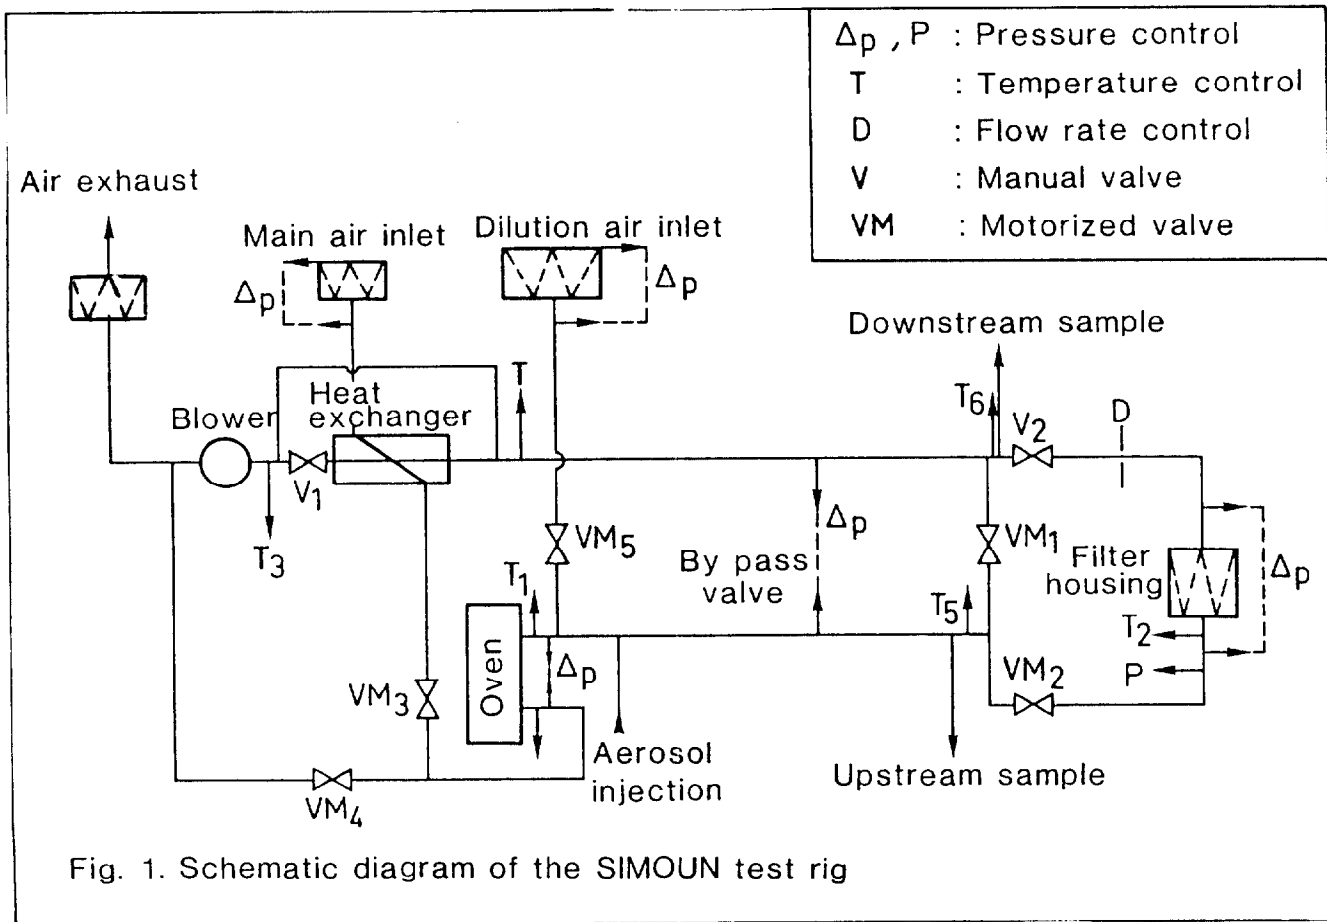 Δp , P : Pressure control
T : Temperature control
D : Flow rate control
V : Manual valve
VM : Motorized valve
Air exhaust
Main air inlet
Dilution air inlet
Δp
Δp
Downstream sample
Heat exchanger
Blower
T
T6
V2
D
V1
T3
VM5
Δp
VM1
By pass valve
Filter housing
Δp
T1
T5
T2
Oven
Δp
VM3
VM2
P
Aerosol injection
Upstream sample
VM4
Fig. 1. Schematic diagram of the SIMOUN test rig